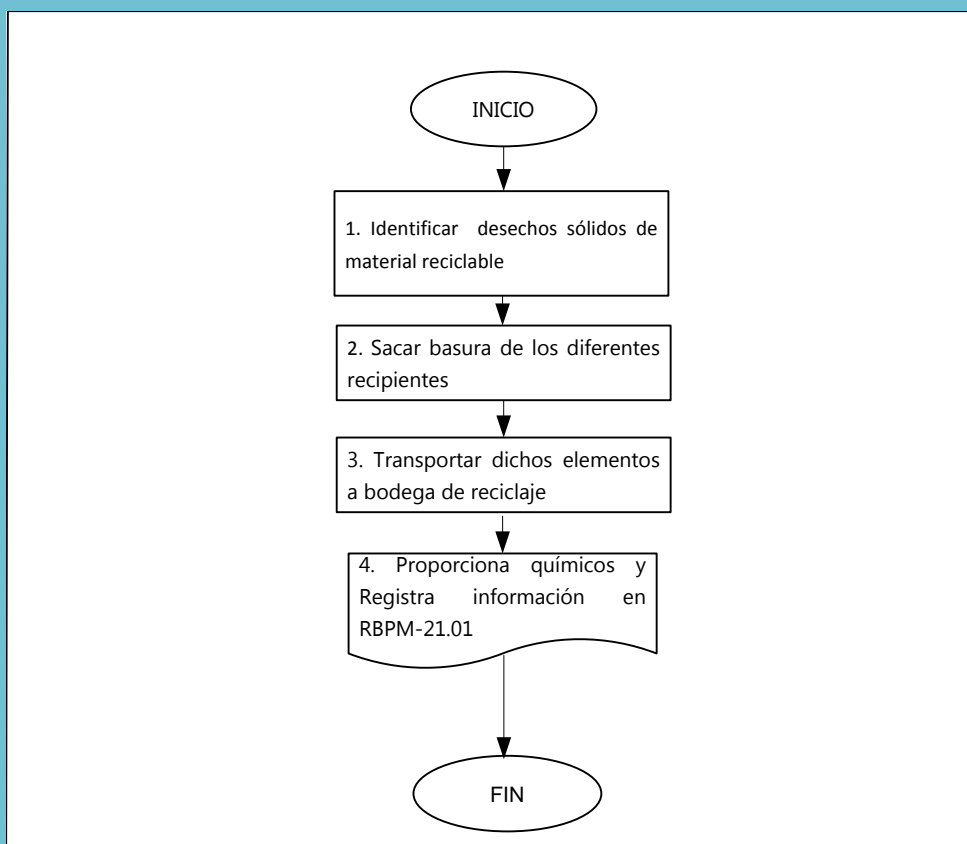 INICIO
1. Identificar desechos sólidos de
material reciclable
2. Sacar basura de los diferentes
recipientes
3. Transportar dichos elementos
a bodega de reciclaje
4. Proporciona químicos y
Registra información en
RBPM-21.01
FIN